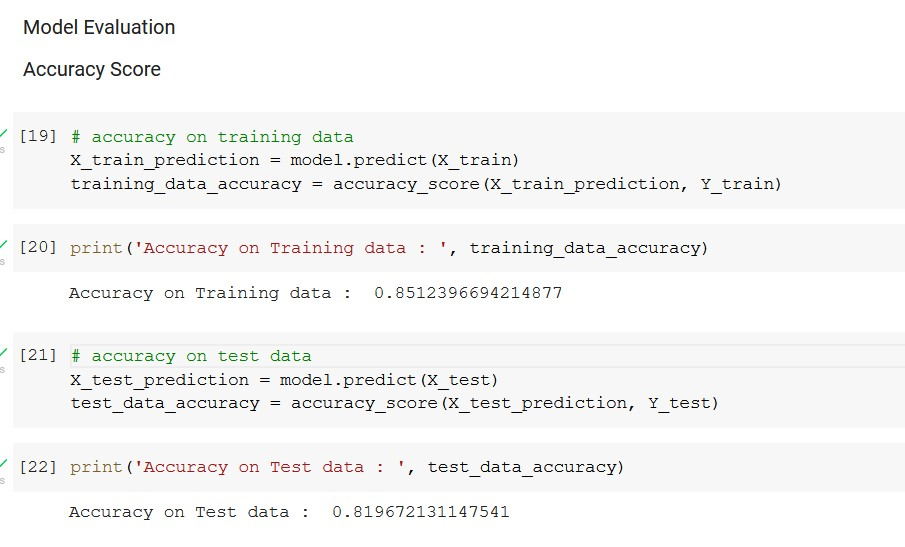 Model Evaluation
Accuracy Score
[19] # accuracy on training data
X_train_prediction = model.predict(X_train)
training_data_accuracy = accuracy_score(X_train_prediction, Y_train)
[20] print('Accuracy on Training data : ', training_data_accuracy)
Accuracy on Training data :  0.8512396694214877
[21] # accuracy on test data
X_test_prediction = model.predict(X_test)
test_data_accuracy = accuracy_score(X_test_prediction, Y_test)
[22] print('Accuracy on Test data : ', test_data_accuracy)
Accuracy on Test data :  0.819672131147541